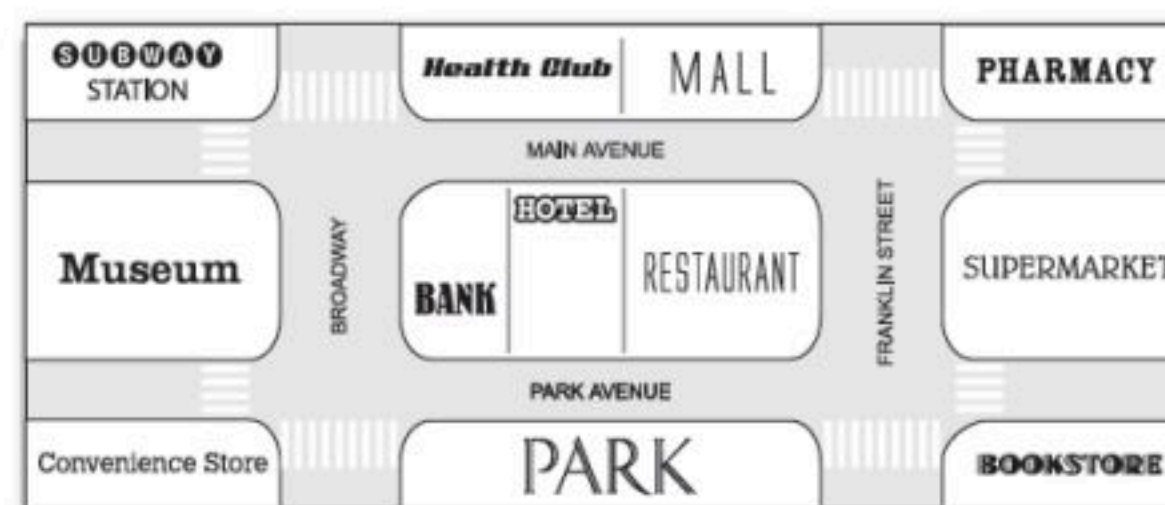 SUBWAY
STATION
Health Club
MALL
PHARMACY
MAIN AVENUE
HOTEL
Museum
BROADWAY
BANK
RESTAURANT
FRANKLIN STREET
SUPERMARKET
PARK AVENUE
Convenience Store
PARK
BOOKSTORE